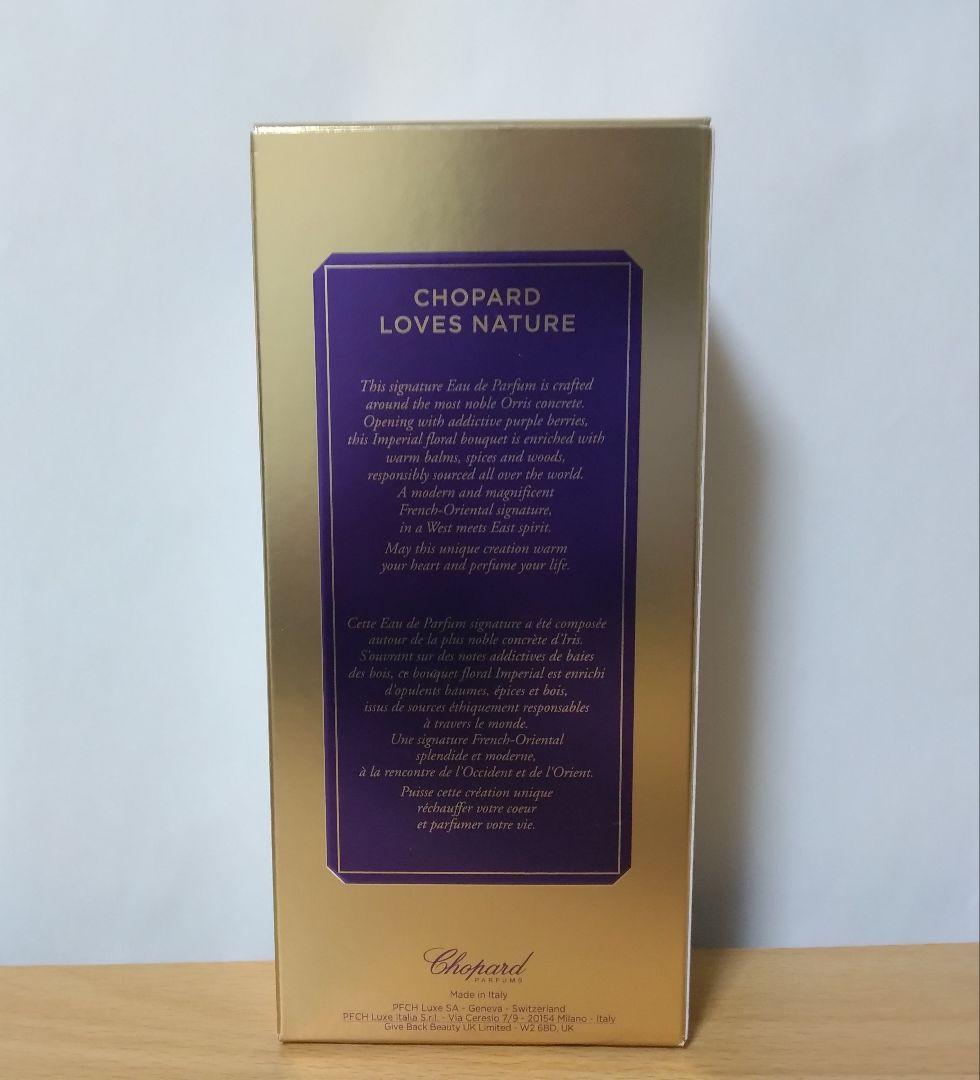 CHOPARD
LOVES NATURE
This signature Eau de Parfum is crafted
around the most noble Orris concrete.
Opening with addictive purple berries,
this Imperial floral bouquet is enriched with
warm balms, spices and woods,
responsibly sourced all over the world.
A modern and magnificent
French-Oriental signature,
in a West meets East spirit.
May this unique creation warm
your heart and perfume your life.
Cette Eau de Parfum signature a été composée
autour de la plus noble concrète d'Iris.
S'ouvrant sur des notes addictives de baies
des bois, ce bouquet floral Imperial est enrichi
d'opulents baumes, épices et bois,
issus de sources éthiquement responsables
à travers le monde.
Une signature French-Oriental
splendide et moderne,
à la rencontre de l'Occident et de l'Orient.
Puisse cette création unique
réchauffer votre coeur
et parfumer votre vie.
Chopard
PARFUMS
Made in Italy
PFCH Luxe SA - Geneva - Switzerland
PFCH Luxe Italia S.r.l. - Via Ceresio 7/9 - 20154 Milano - Italy
Give Back Beauty UK Limited - W2 6BD, UK